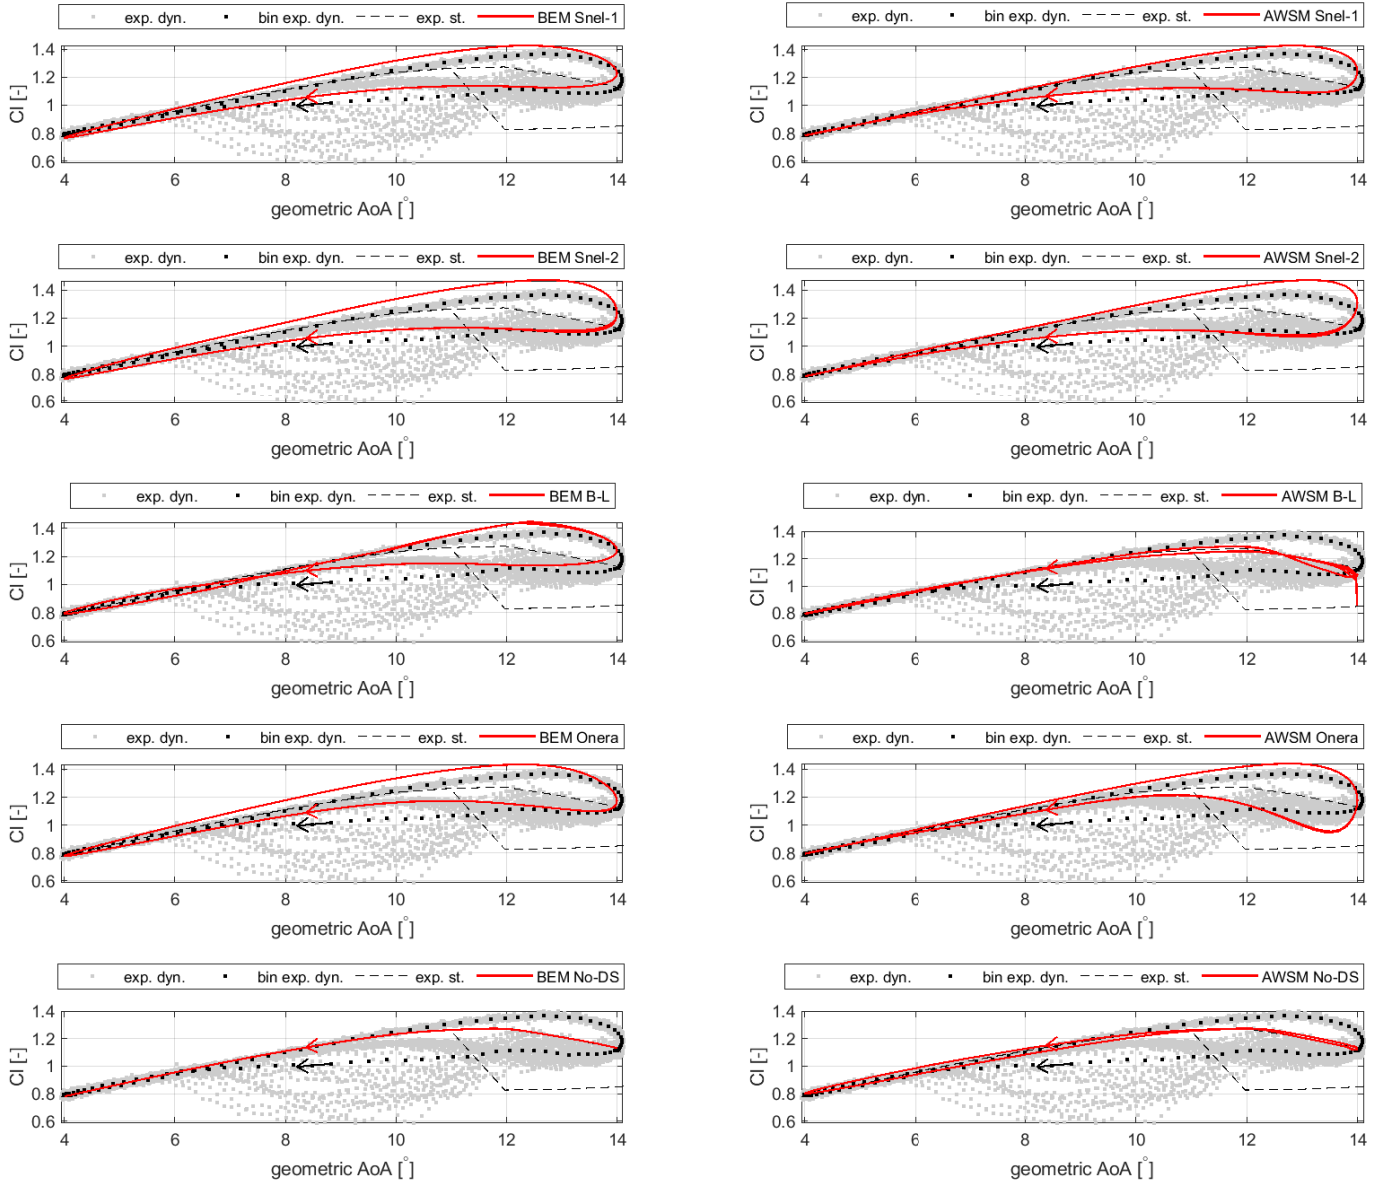 exp. dyn. bin exp. dyn. exp. st. BEM Snel-1
1.4
1.2
1
0.8
0.6
Cl [-]
4 6 8 10 12 14
geometric AoA [°]
exp. dyn. bin exp. dyn. exp. st. AWSM Snel-1
1.4
1.2
1
0.8
0.6
Cl [-]
4 6 8 10 12 14
geometric AoA [°]
exp. dyn. bin exp. dyn. exp. st. BEM Snel-2
1.4
1.2
1
0.8
0.6
Cl [-]
4 6 8 10 12 14
geometric AoA [°]
exp. dyn. bin exp. dyn. exp. st. AWSM Snel-2
1.4
1.2
1
0.8
0.6
Cl [-]
4 6 8 10 12 14
geometric AoA [°]
exp. dyn. bin exp. dyn. exp. st. BEM B-L
1.4
1.2
1
0.8
0.6
Cl [-]
4 6 8 10 12 14
geometric AoA [°]
exp. dyn. bin exp. dyn. exp. st. AWSM B-L
1.4
1.2
1
0.8
0.6
Cl [-]
4 6 8 10 12 14
geometric AoA [°]
exp. dyn. bin exp. dyn. exp. st. BEM Onera
1.4
1.2
1
0.8
0.6
Cl [-]
4 6 8 10 12 14
geometric AoA [°]
exp. dyn. bin exp. dyn. exp. st. AWSM Onera
1.4
1.2
1
0.8
0.6
Cl [-]
4 6 8 10 12 14
geometric AoA [°]
exp. dyn. bin exp. dyn. exp. st. BEM No-DS
1.4
1.2
1
0.8
0.6
Cl [-]
4 6 8 10 12 14
geometric AoA [°]
exp. dyn. bin exp. dyn. exp. st. AWSM No-DS
1.4
1.2
1
0.8
0.6
Cl [-]
4 6 8 10 12 14
geometric AoA [°]